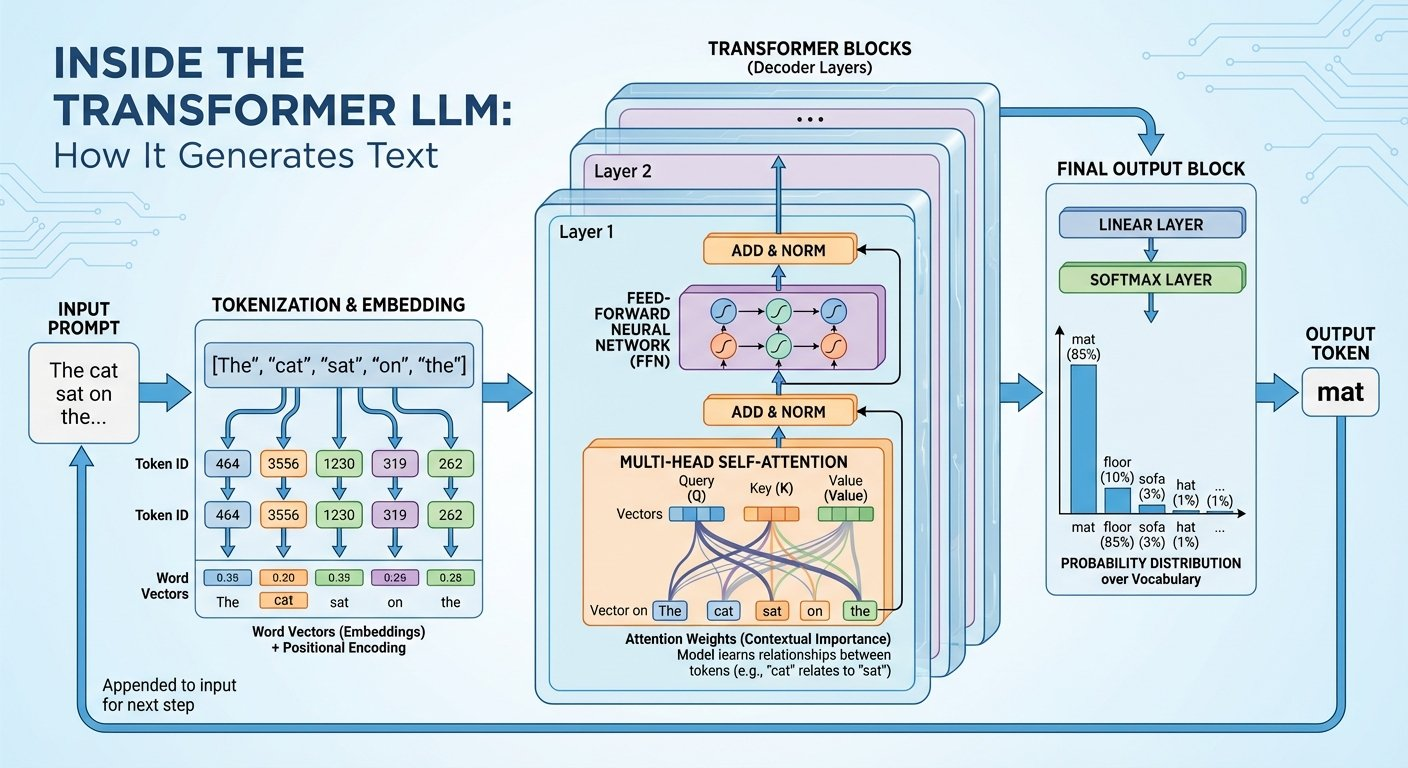 INSIDE THE
TRANSFORMER LLM:
How It Generates Text
INPUT
PROMPT
The cat
sat on
the...
TOKENIZATION & EMBEDDING
[The", "cat", "sat", "on", "the"]
Token ID 464 3556 1230 319 262
Token ID 464 3556 1230 319 262
Word
Vectors
0.35 0.20 0.35 0.26 0.28
The cat sat on the
Word Vectors (Embeddings)
+ Positional Encoding
Appended to input
for next step
TRANSFORMER BLOCKS
(Decoder Layers)
...
Layer 2
Layer 1
ADD & NORM
FEED-
FORWARD
NEURAL
NETWORK
(FFN)
ADD & NORM
MULTI-HEAD SELF-ATTENTION
Query
(Q)
Key (K)
Value
(Value)
Vectors
Vector on The cat sat on the
Attention Weights (Contextual Importance)
Model iearns relationships between
tokens (e.g., "cat" relates to "sat")
FINAL OUTPUT BLOCK
LINEAR LAYER
SOFTMAX LAYER
mat
(85%)
floor
(10%)
sofa
(3%)
hat
(1%)
...
(1%)
mat floor sofa hat ...
(85%) (3%) (1%)
PROBABILITY DISTRIBUTION
over Vocabulary
OUTPUT
TOKEN
mat